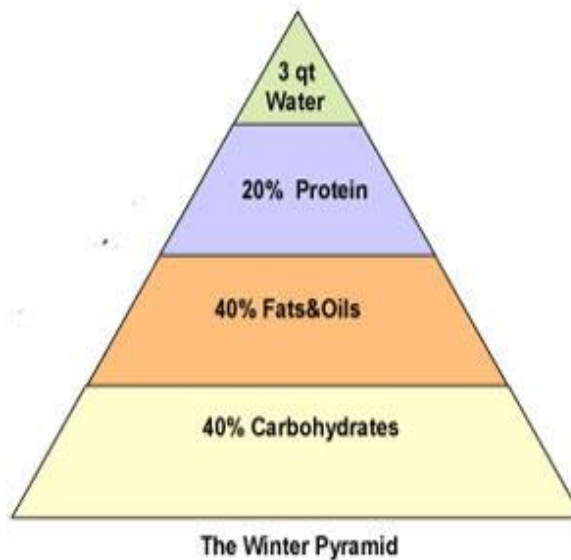 3 qt
Water
20% Protein
40% Fats&Oils
40% Carbohydrates
The Winter Pyramid